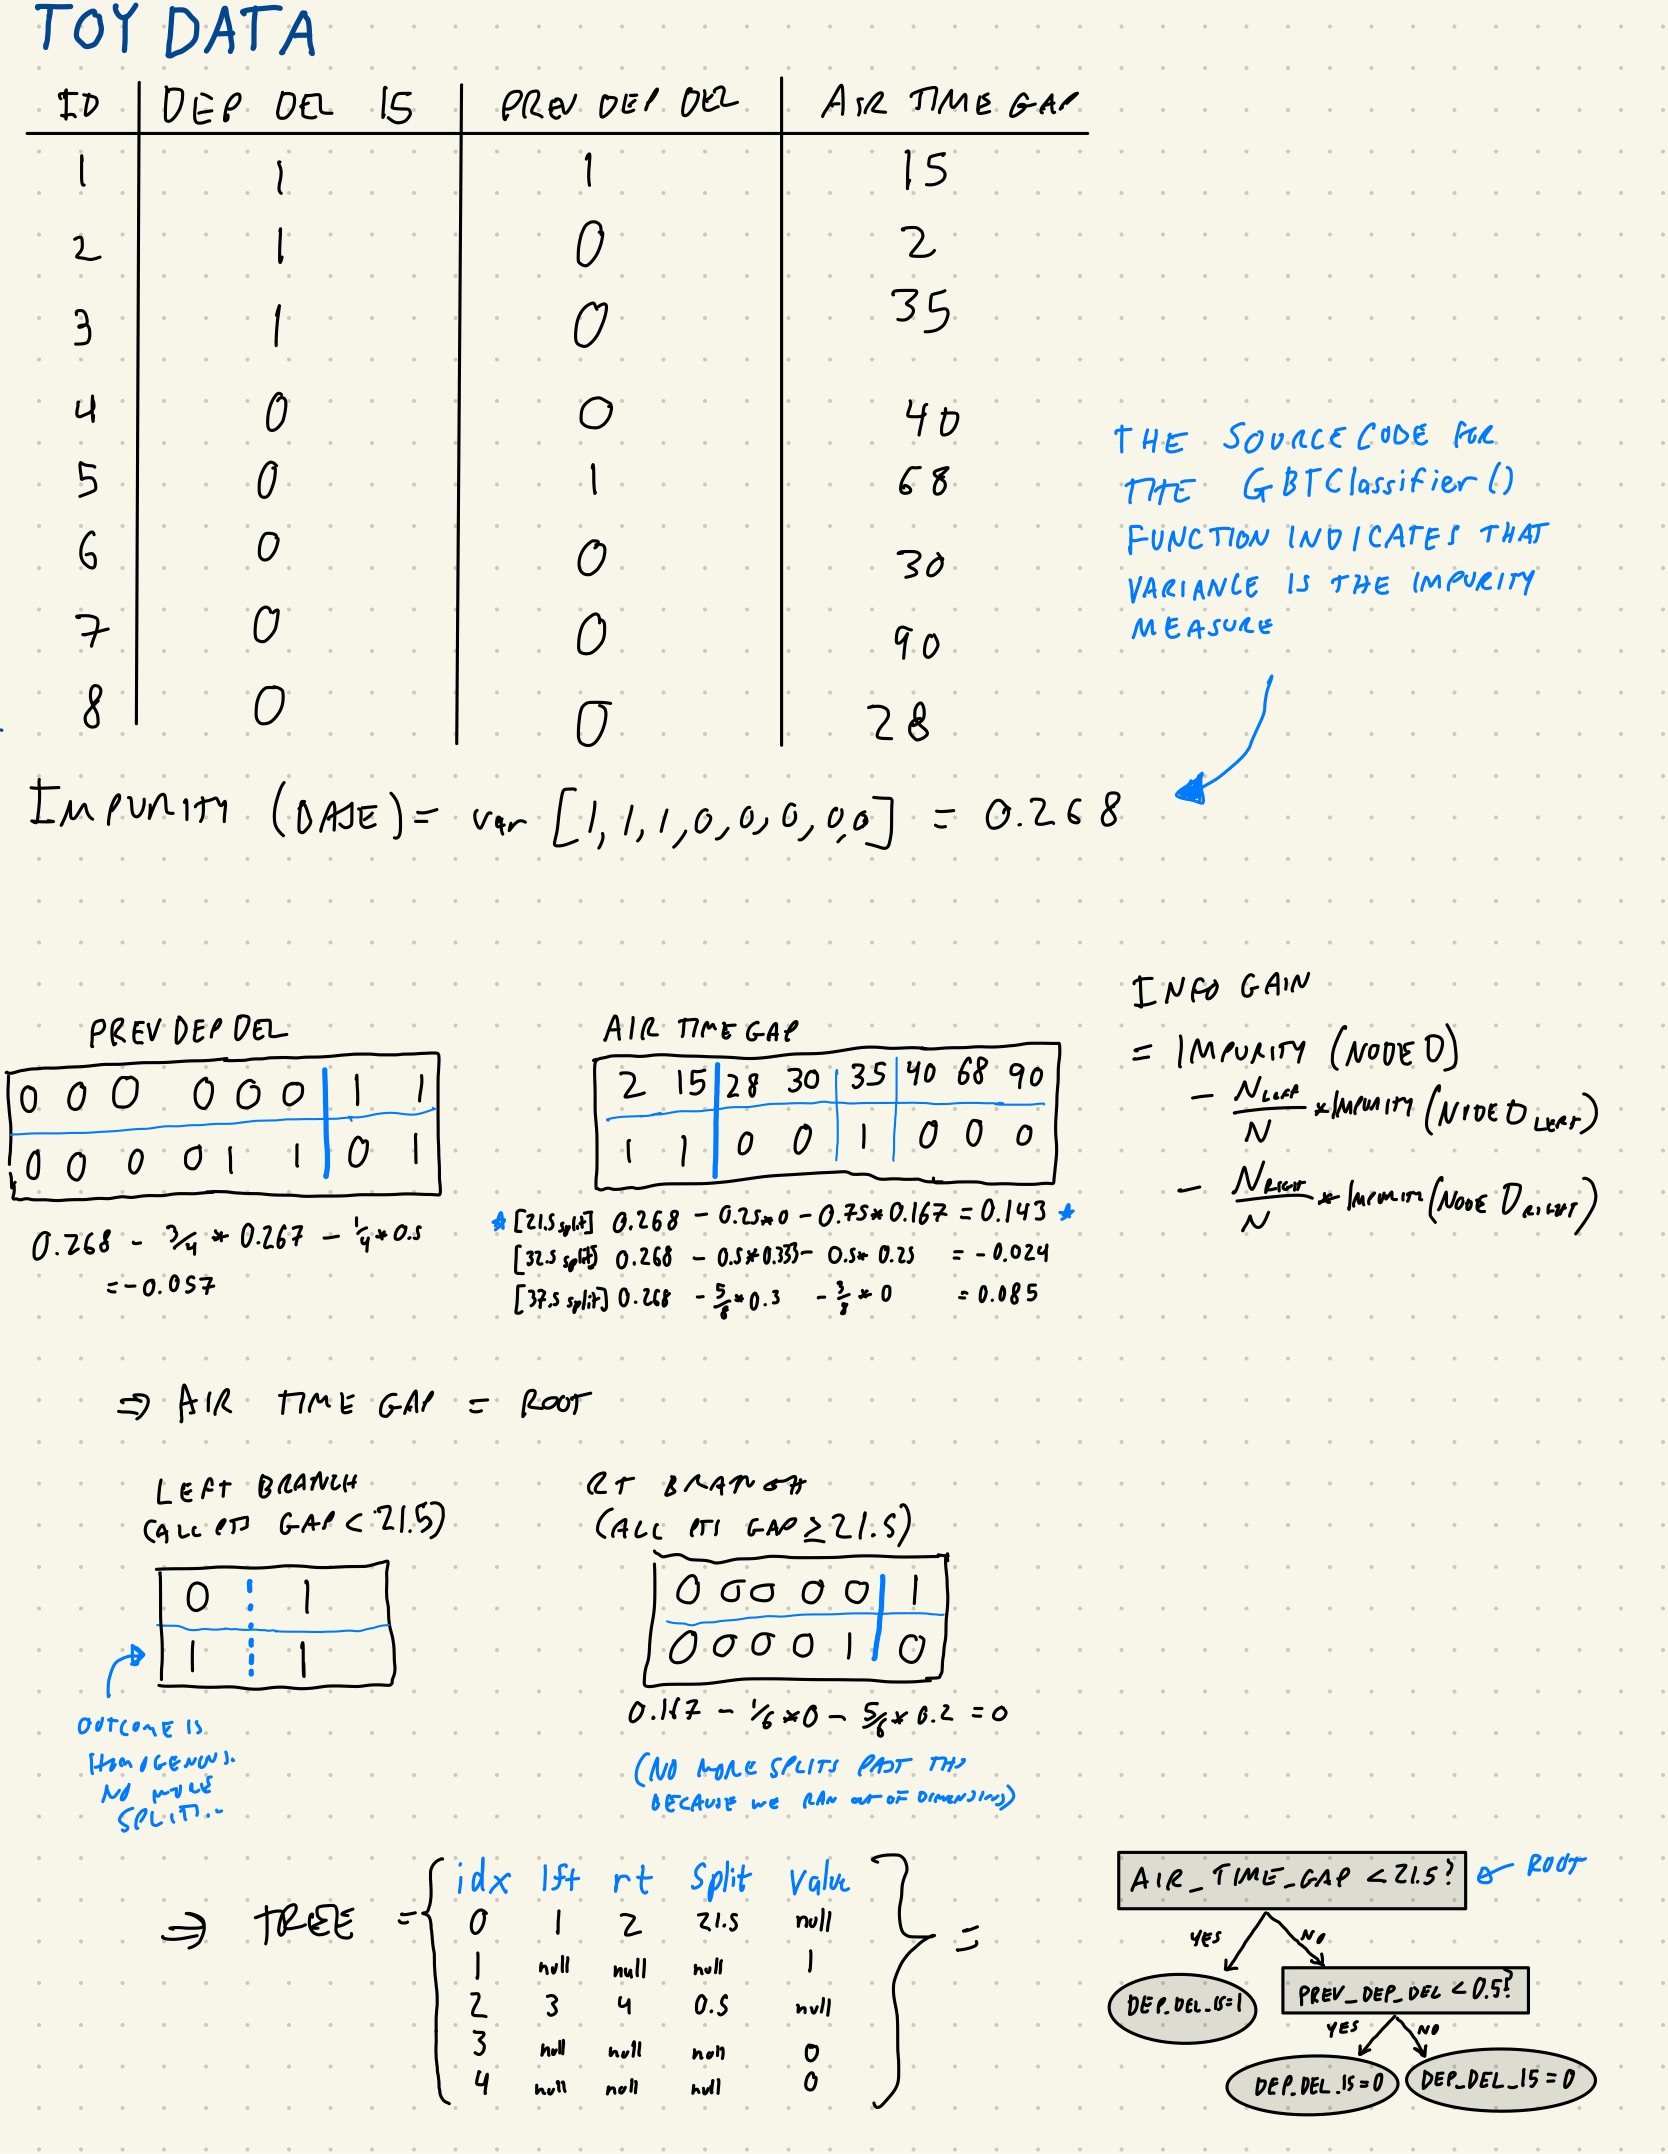 TOY DATA
ID DEP DEL 15 PREV DEP DEL AIR TIME GAP
1 1 1 15
2 1 0 2
3 1 0 35
4 0 0 40
5 0 1 68
6 0 0 30
7 0 0 90
8 0 0 28
THE SOURCE CODE FOR
THE GBTClassifier()
FUNCTION INDICATES THAT
VARIANCE IS THE IMPURITY
MEASURE
IMPURITY (BASE) = var [1,1,1,0,0,0,0,0] = 0.268
PREV DEP DEL
0 0 0 0 0 0 1 1
0 0 0 0 1 1 0 1
0.268 - 3/4 * 0.267 - 1/4 * 0.5
= -0.057
AIR TIME GAP
2 15 28 30 35 40 68 90
1 1 0 0 1 0 0 0
[21.5 split] 0.268 - 0.25*0 - 0.75*0.167 = 0.143
[32.5 split] 0.268 - 0.5*0.333 - 0.5*0.25 = -0.024
[37.5 split] 0.268 - 5/8*0.3 - 3/8*0 = 0.085
INFO GAIN
= IMPURITY (NODE D)
- N LEFT/N * IMPURITY (NODE D LEFT)
- N RIGHT/N * IMPURITY (NODE D RIGHT)
⇒ AIR TIME GAP = ROOT
LEFT BRANCH
(ALL PTS GAP < 21.5)
0 1
1 1
OUTCOME IS
HOMOGENOUS.
NO MORE
SPLITS.
RT BRANCH
(ALL PTS GAP ≥ 21.5)
0 0 0 0 0 1
0 0 0 0 1 0
0.167 - 1/6 * 0 - 5/6 * 0.2 = 0
(NO MORE SPLITS PAST THIS
BECAUSE WE RAN OUT OF DIMENSIONS)
⇒ TREE = { } =
idx lft rt Split Value
0 1 2 21.5 null
1 null null null 1
2 3 4 0.5 null
3 null null null 0
4 null null null 0
AIR_TIME_GAP < 21.5?
ROOT
YES NO
DEP_DEL_15=1
PREV_DEP_DEL < 0.5?
YES NO
DEP_DEL_15=0
DEP_DEL_15=0